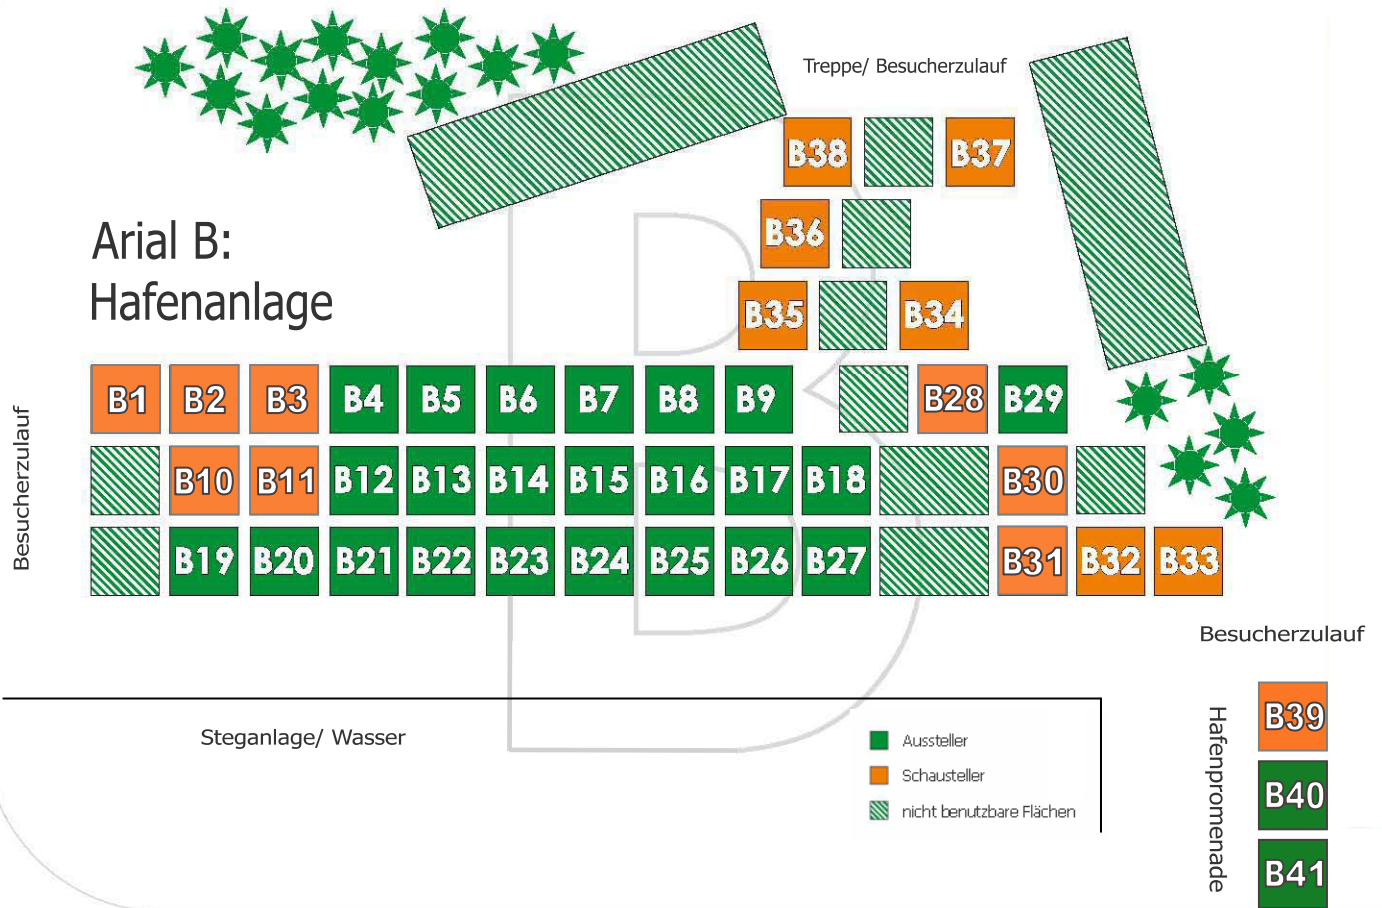 Treppe/ Besucherzulauf
B38 B37
B36
Arial B:
Hafenanlage
B35 B34
Besucherzulauf
B1 B2 B3 B4 B5 B6 B7 B8 B9 B28 B29
B10 B11 B12 B13 B14 B15 B16 B17 B18 B30
B19 B20 B21 B22 B23 B24 B25 B26 B27 B31 B32 B33
Besucherzulauf
Steganlage/ Wasser
Aussteller
Schausteller
nicht benutzbare Flächen
Hafenpromenade
B39
B40
B41
B